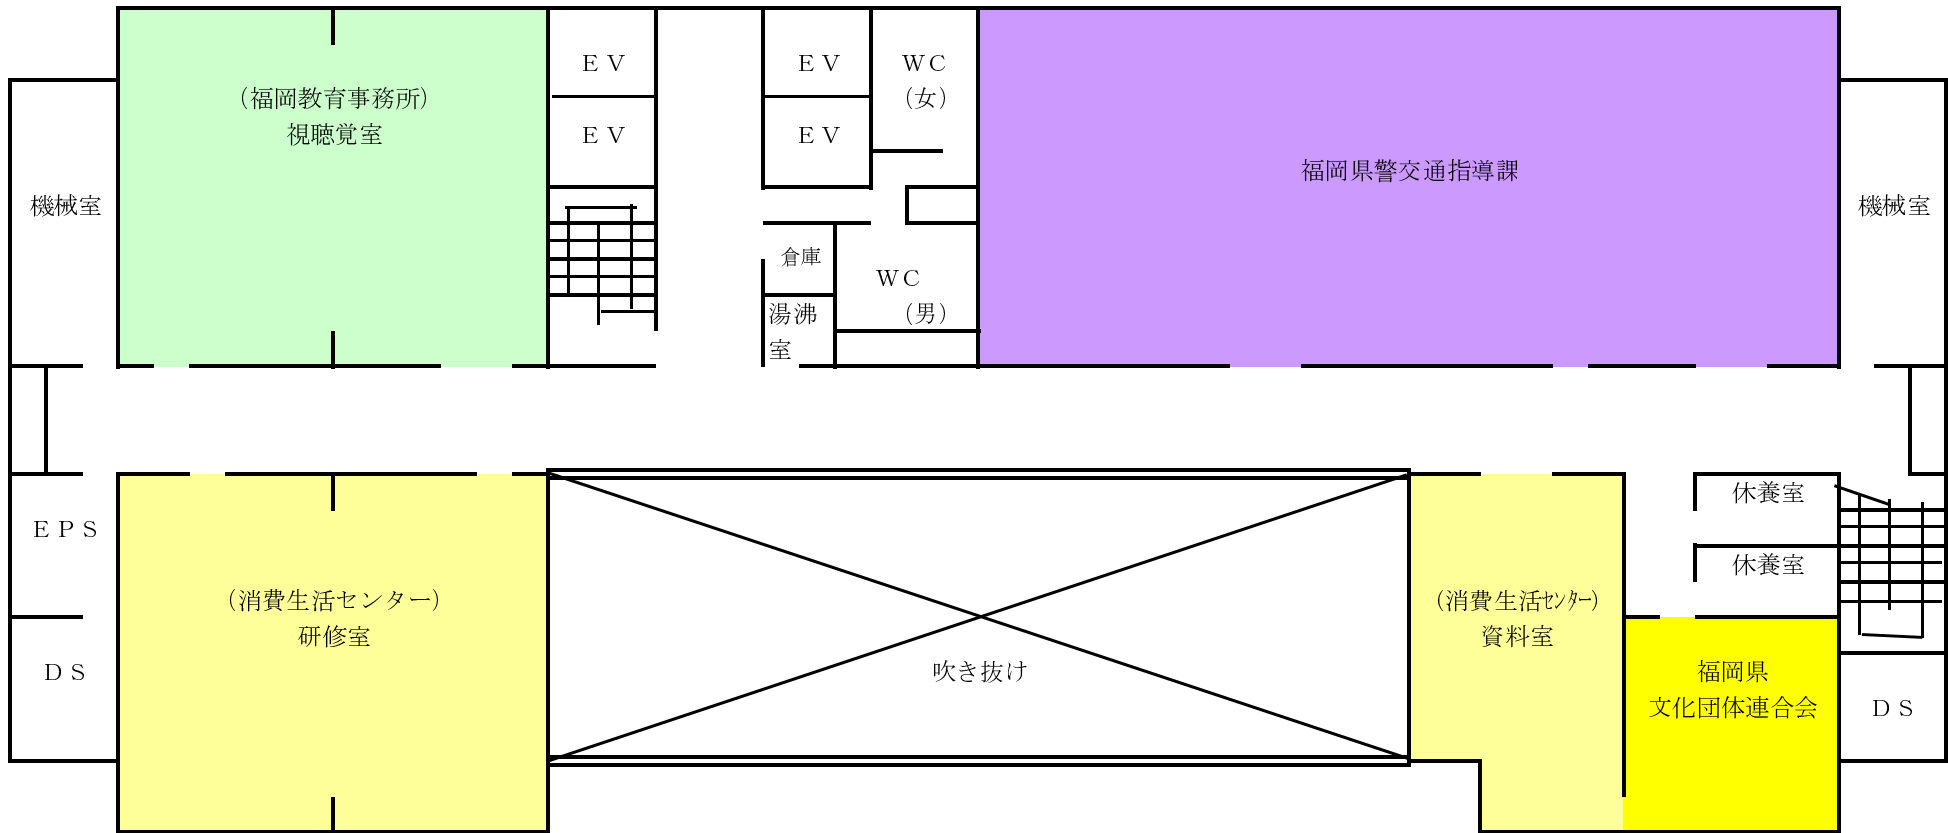 （福岡教育事務所）
視聴覚室
ＥＶ
ＥＶ
ＥＶ
ＥＶ
ＷＣ
（女）
福岡県警交通指導課
機械室
機械室
倉庫
ＷＣ
（男）
湯沸
室
ＥＰＳ
ＤＳ
（消費生活センター）
研修室
吹き抜け
（消費生活ｾﾝﾀｰ）
資料室
休養室
休養室
福岡県
文化団体連合会
ＤＳ